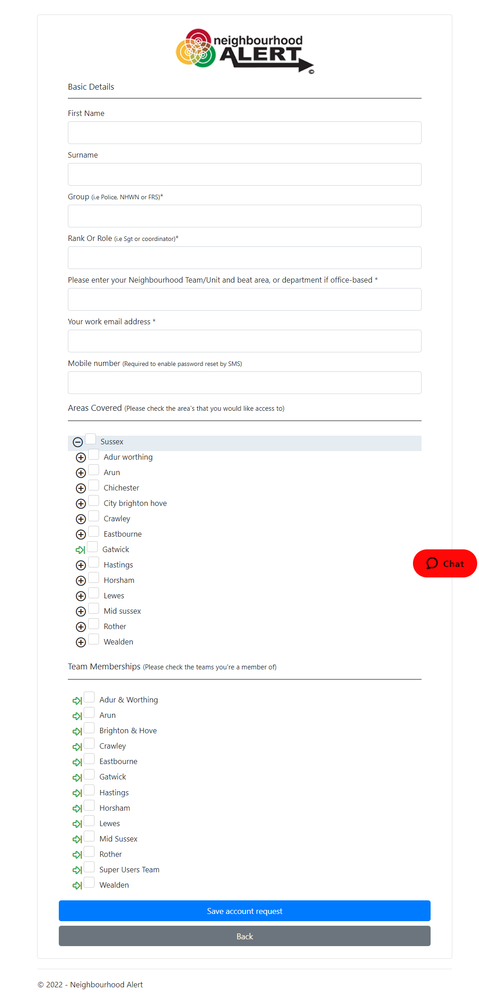 neighbourhood
ALERT
©
Basic Details
First Name
Surname
Group (i.e Police, NHWN or FRS)*
Rank Or Role (i.e Sgt or coordinator)*
Please enter your Neighbourhood Team/Unit and beat area, or department if office-based *
Your work email address *
Mobile number (Required to enable password reset by SMS)
Areas Covered (Please check the area's that you would like access to)
Sussex
Adur worthing
Arun
Chichester
City brighton hove
Crawley
Eastbourne
Gatwick
Chat
Hastings
Horsham
Lewes
Mid sussex
Rother
Wealden
Team Memberships (Please check the teams you're a member of)
Adur & Worthing
Arun
Brighton & Hove
Crawley
Eastbourne
Gatwick
Hastings
Horsham
Lewes
Mid Sussex
Rother
Super Users Team
Wealden
Save account request
Back
© 2022 - Neighbourhood Alert